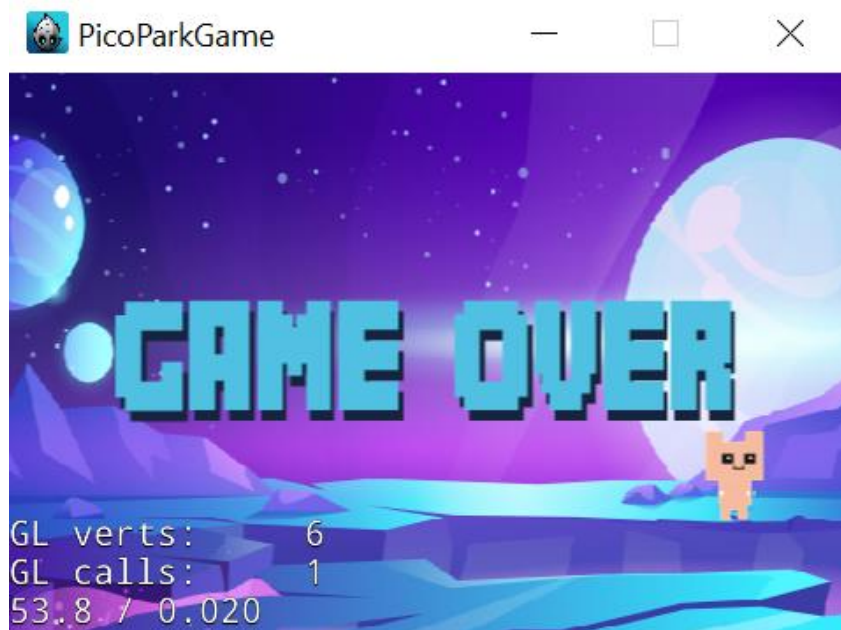 PicoParkGame
GAME OVER
GL verts: 6
GL calls: 1
53.8 / 0.020